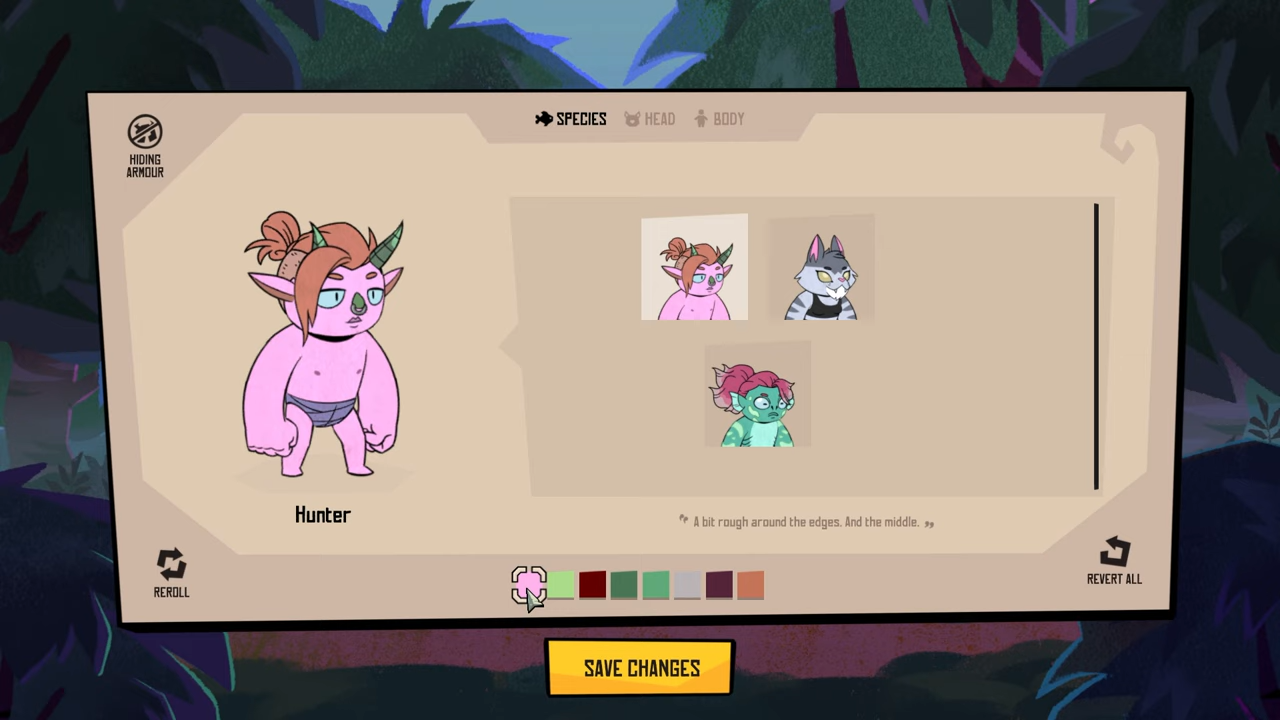 SPECIES HEAD BODY
HIDING
ARMOUR
Hunter
" A bit rough around the edges. And the middle. "
REROLL
REVERT ALL
SAVE CHANGES